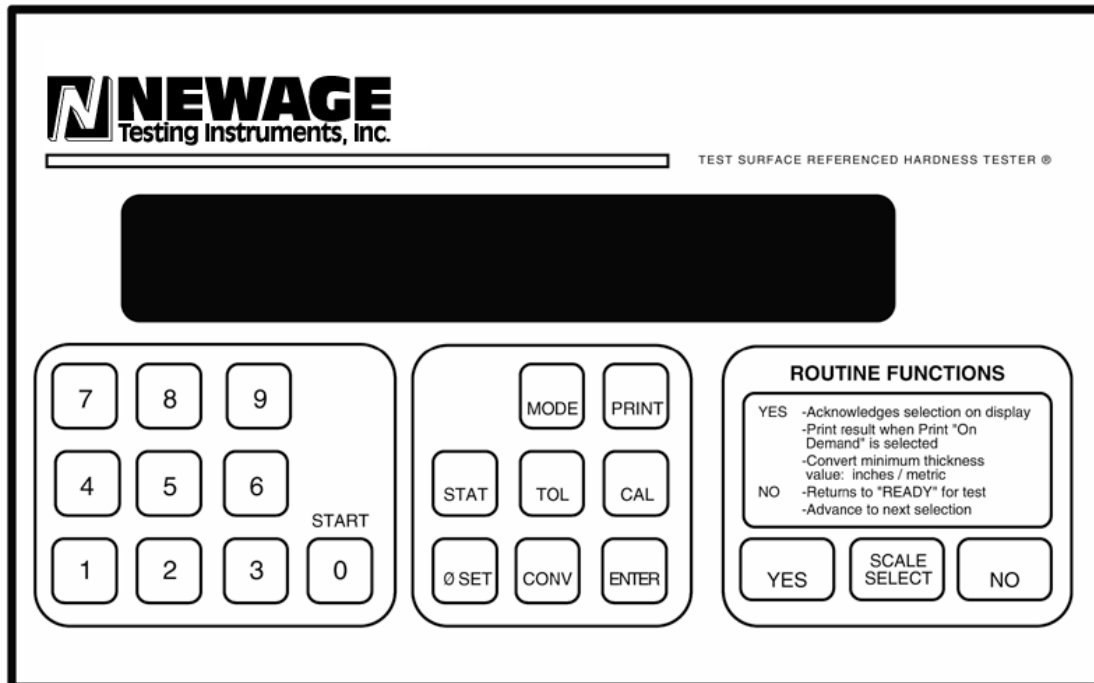 NEWAGE
Testing Instruments, Inc.
TEST SURFACE REFERENCED HARDNESS TESTER ®
7 8 9
4 5 6
START
1 2 3 0
MODE PRINT
STAT TOL CAL
Ø SET CONV ENTER
ROUTINE FUNCTIONS
YES -Acknowledges selection on display
-Print result when Print "On
Demand" is selected
-Convert minimum thickness
value: inches / metric
NO -Returns to "READY" for test
-Advance to next selection
YES
SCALE
SELECT
NO